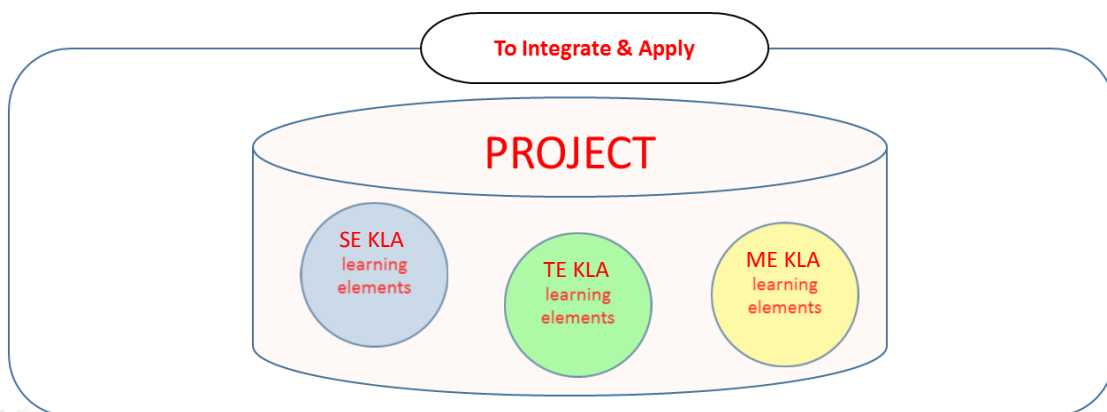 To Integrate & Apply
PROJECT
SE KLA
learning
elements
TE KLA
learning
elements
ME KLA
learning
elements